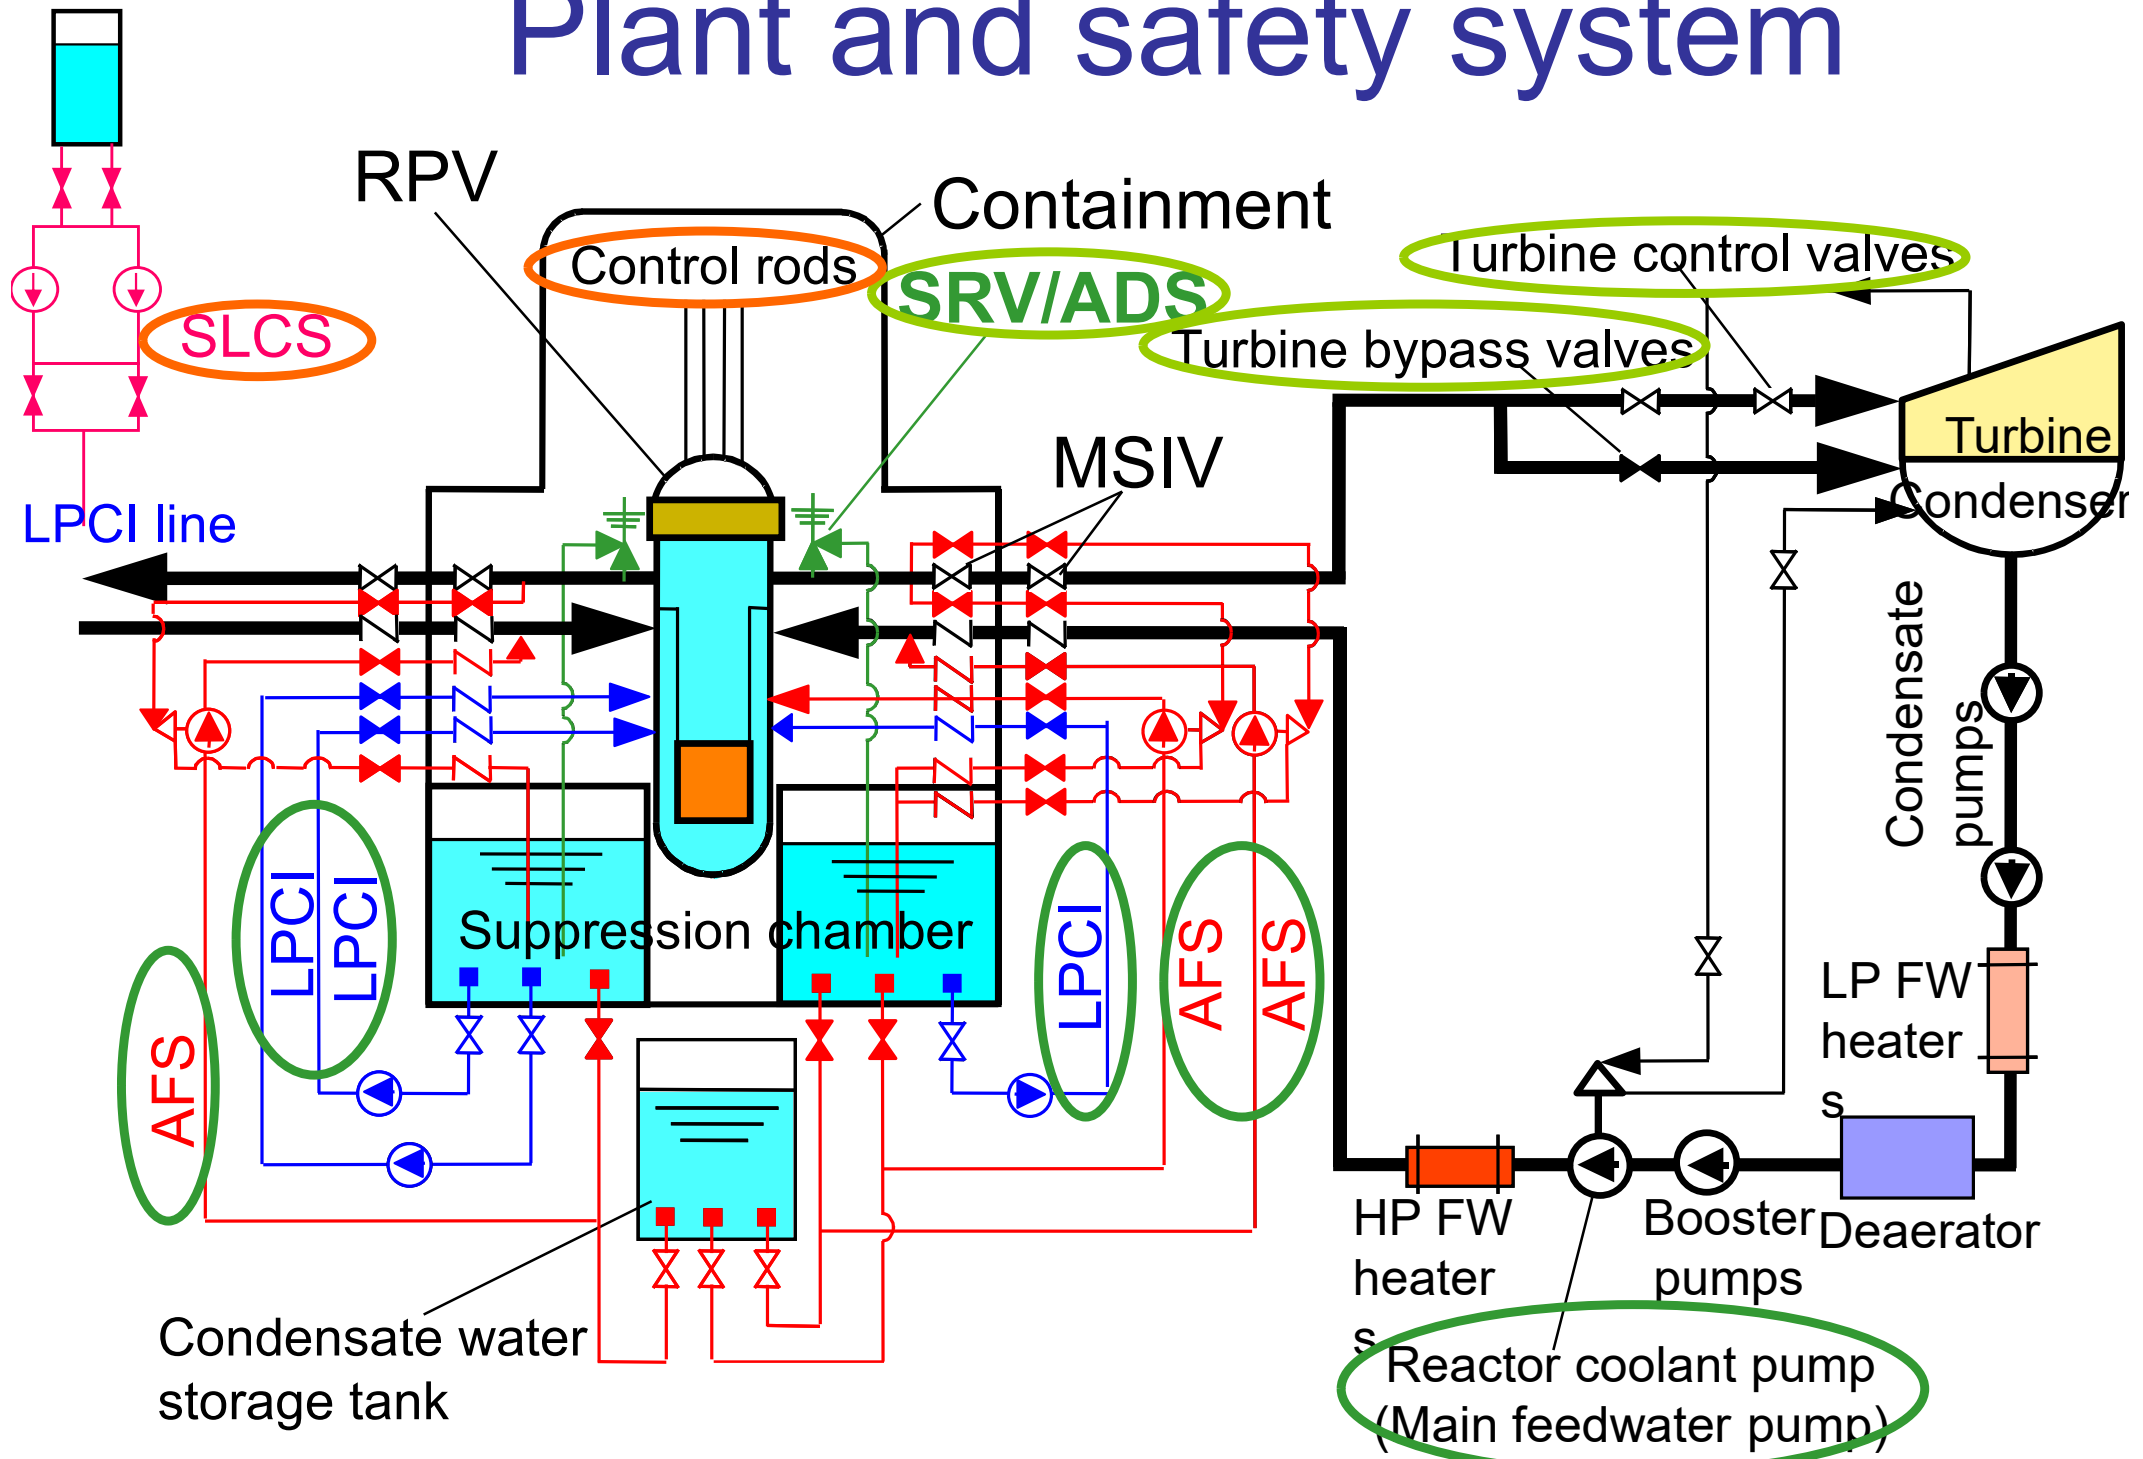 Plant and safety system
RPV
Containment
Control rods
SRV/ADS
Turbine control valves
Turbine bypass valves
SLCS
MSIV
Turbine
Condenser
LPCI line
Condensate
pumps
LPCI
LPCI
Suppression chamber
LPCI
AFS
AFS
AFS
LP FW
heater
s
HP FW
heater
s
Booster
pumps
Deaerator
Condensate water
storage tank
Reactor coolant pump
(Main feedwater pump)